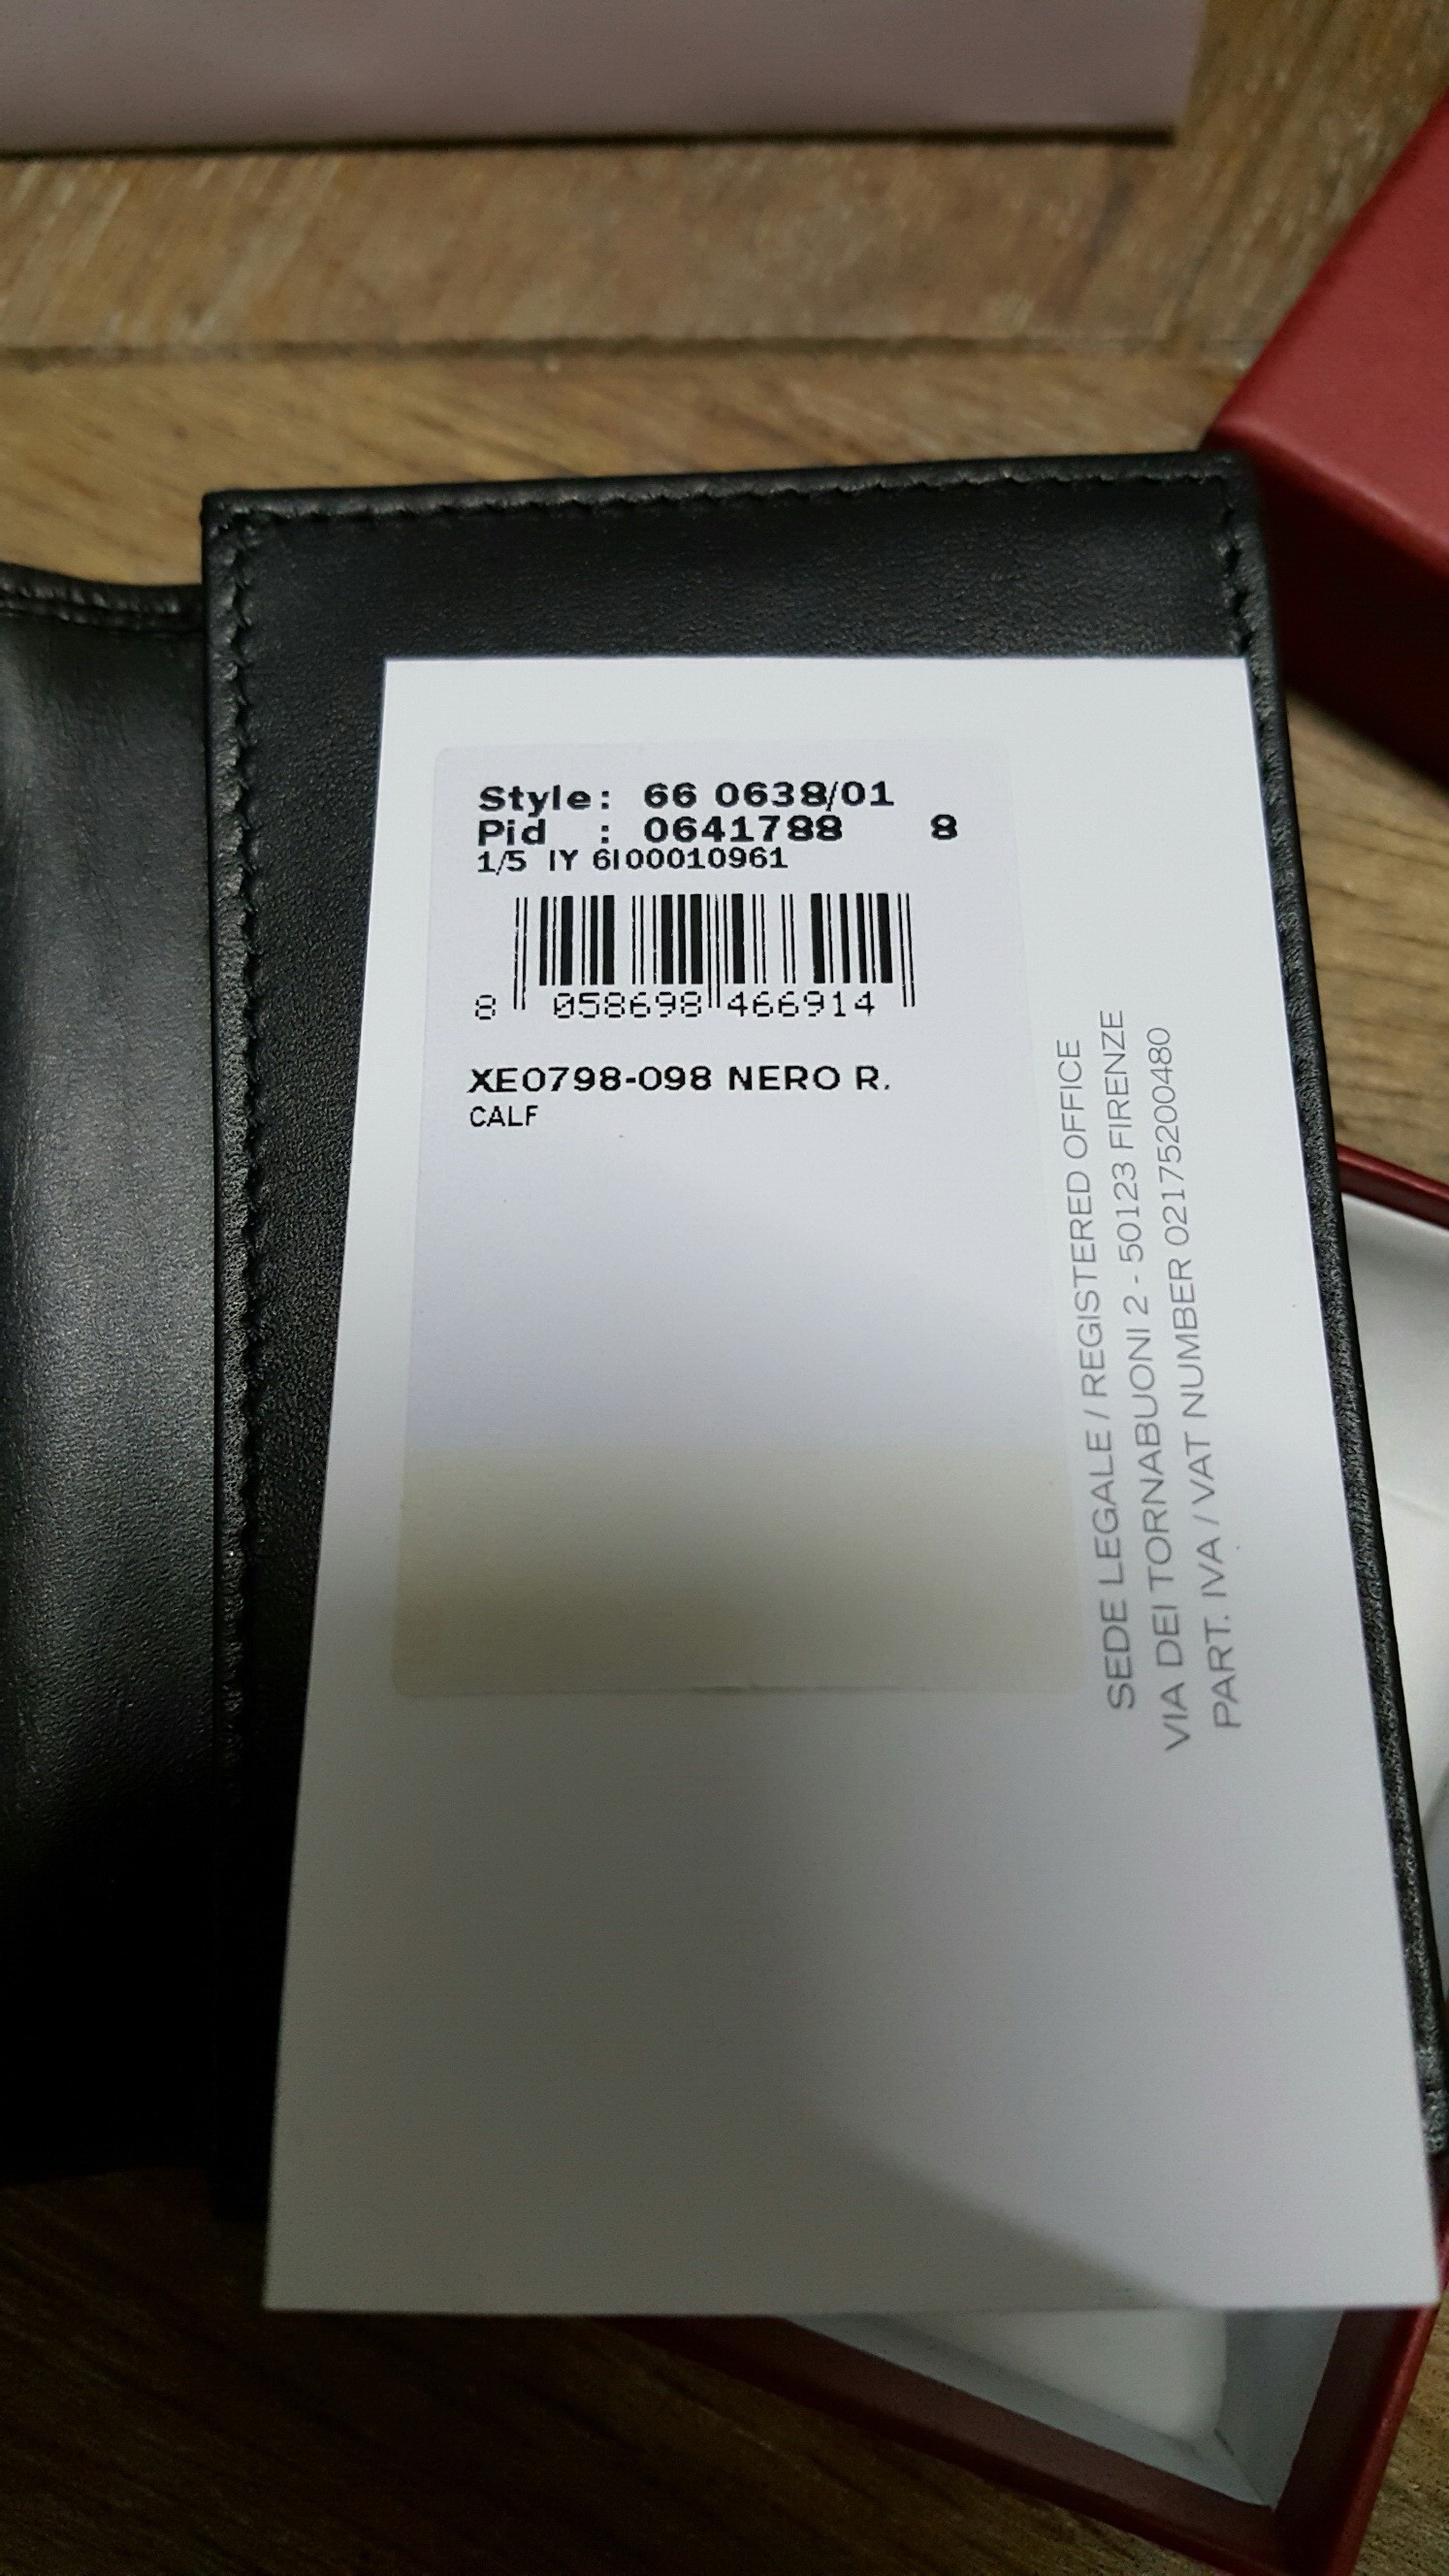 Style: 66 0638/01
Pid : 0641788 8
1/5 IY 6I00010961
8 058698 466914
XE0798-098 NERO R.
CALF
SEDE LEGALE / REGISTERED OFFICE
VIA DEI TORNABUONI 2 - 50123 FIRENZE
PART. IVA / VAT NUMBER 02175200480